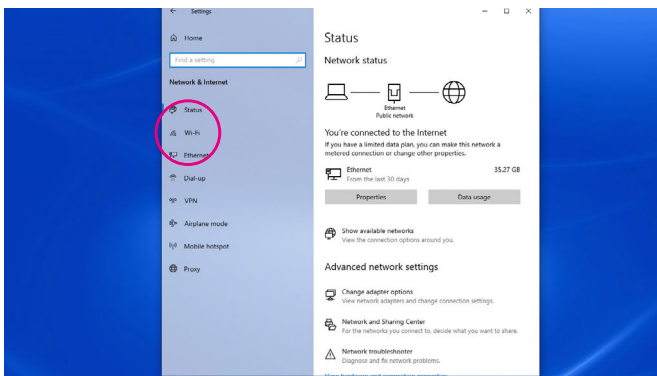 Settings
Home
Find a setting
Network & Internet
Status
Wi-Fi
Ethernet
Dial-up
VPN
Airplane mode
Mobile hotspot
Proxy
Status
Network status
Ethernet
Public network
You're connected to the Internet
If you have a limited data plan, you can make this network a
metered connection or change other properties.
Ethernet
From the last 30 days
35.27 GB
Properties
Data usage
Show available networks
View the connection options around you.
Advanced network settings
Change adapter options
View network adapters and change connection settings.
Network and Sharing Center
For the networks you connect to, decide what you want to share.
Network troubleshooter
Diagnose and fix network problems.